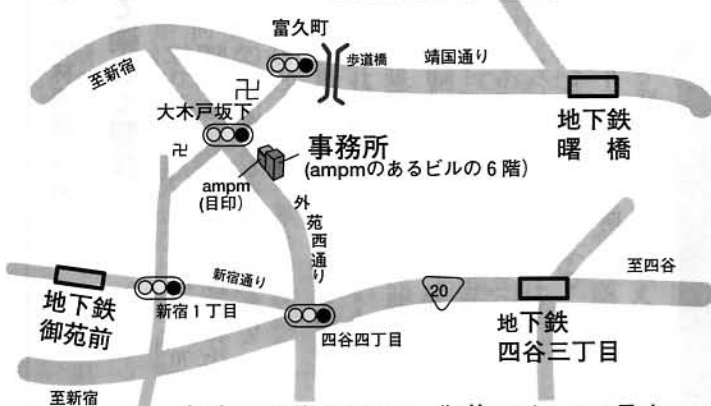 富久町
歩道橋
靖国通り
至新宿
卍
大木戸坂下
地下鉄
曙 橋
卍
事務所
(ampmのあるビルの6階)
ampm
(目印)
外苑西通り
至四谷
新宿通り
20
地下鉄
御苑前
新宿1丁目
四谷四丁目
地下鉄
四谷三丁目
至新宿